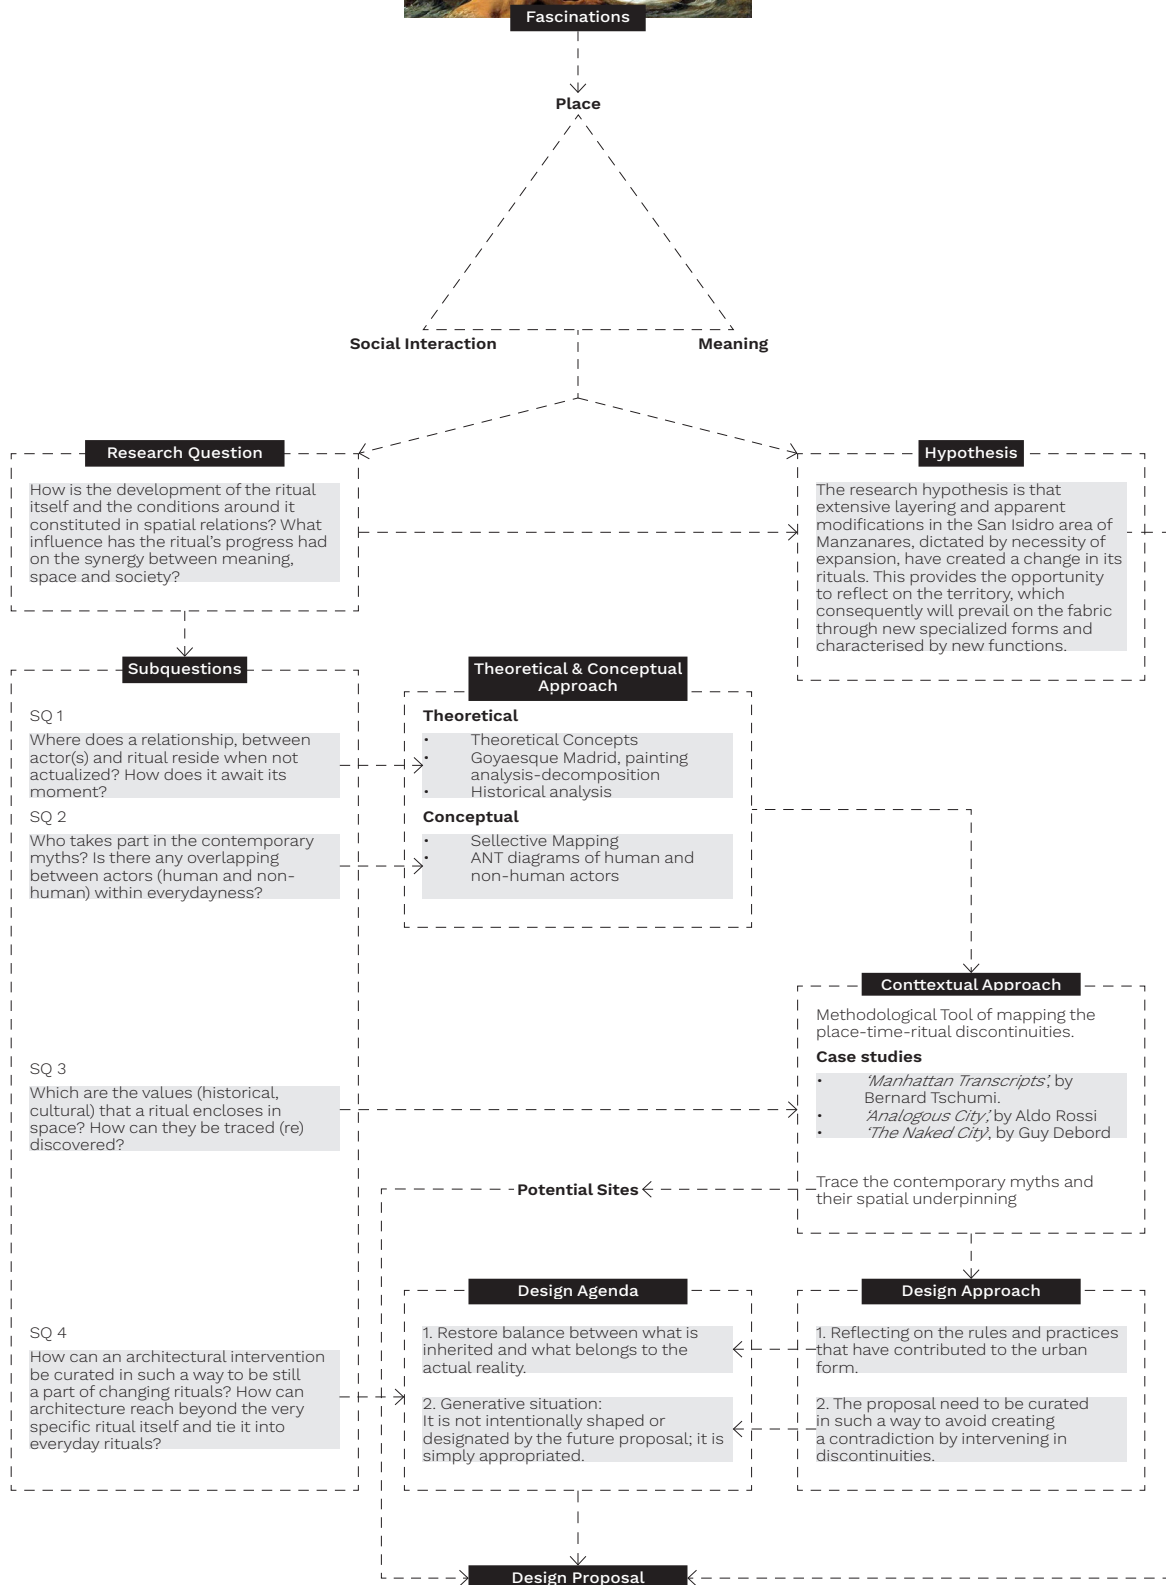 Fascinations
Place
Social Interaction
Meaning
Research Question
How is the development of the ritual
itself and the conditions around it
constituted in spatial relations? What
influence has the ritual's progress had
on the synergy between meaning,
space and society?
Hypothesis
The research hypothesis is that
extensive layering and apparent
modifications in the San Isidro area of
Manzanares, dictated by necessity of
expansion, have created a change in its
rituals. This provides the opportunity
to reflect on the territory, which
consequently will prevail on the fabric
through new specialized forms and
characterised by new functions.
Subquestions
SQ 1
Where does a relationship, between
actor(s) and ritual reside when not
actualized? How does it await its
moment?
SQ 2
Who takes part in the contemporary
myths? Is there any overlapping
between actors (human and non-
human) within everydayness?
SQ 3
Which are the values (historical,
cultural) that a ritual encloses in
space? How can they be traced (re)
discovered?
SQ 4
How can an architectural intervention
be curated in such a way to be still
a part of changing rituals? How can
architecture reach beyond the very
specific ritual itself and tie it into
everyday rituals?
Theoretical & Conceptual
Approach
Theoretical
• Theoretical Concepts
• Goyaesque Madrid, painting
analysis-decomposition
• Historical analysis
Conceptual
• Sellective Mapping
• ANT diagrams of human and
non-human actors
Conttextual Approach
Methodological Tool of mapping the
place-time-ritual discontinuities.
Case studies
• 'Manhattan Transcripts', by
Bernard Tschumi.
• 'Analogous City,' by Aldo Rossi
• 'The Naked City', by Guy Debord
Trace the contemporary myths and
their spatial underpinning
Potential Sites
Design Agenda
1. Restore balance between what is
inherited and what belongs to the
actual reality.
2. Generative situation:
It is not intentionally shaped or
designated by the future proposal; it is
simply appropriated.
Design Approach
1. Reflecting on the rules and practices
that have contributed to the urban
form.
2. The proposal need to be curated
in such a way to avoid creating
a contradiction by intervening in
discontinuities.
Design Proposal